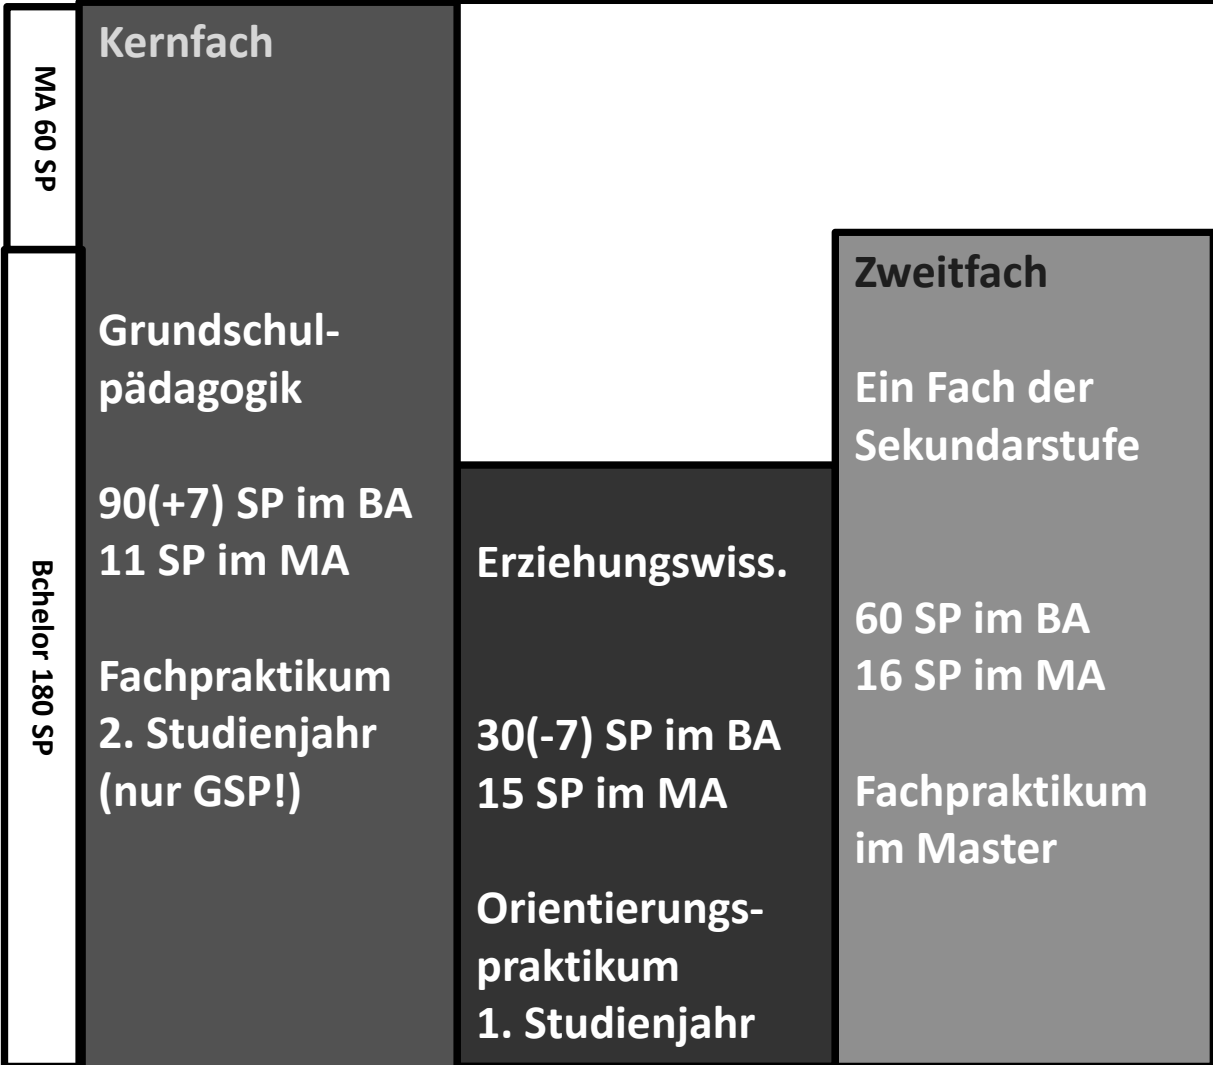 MA 60 SP
Bchelor 180 SP
Kernfach
Grundschul-
pädagogik
90(+7) SP im BA
11 SP im MA
Fachpraktikum
2. Studienjahr
(nur GSP!)
Erziehungswiss.
30(-7) SP im BA
15 SP im MA
Orientierungs-
praktikum
1. Studienjahr
Zweitfach
Ein Fach der
Sekundarstufe
60 SP im BA
16 SP im MA
Fachpraktikum
im Master